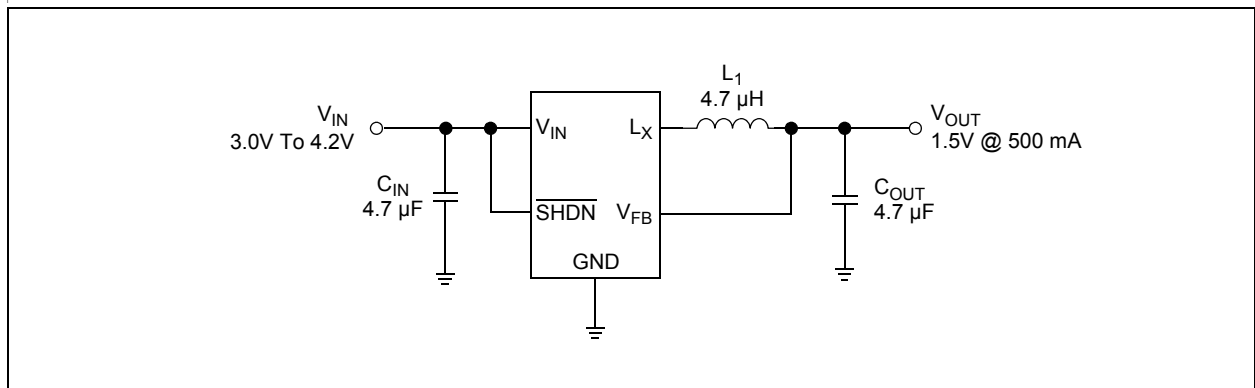 L1
4.7 µH
VIN
3.0V To 4.2V
VIN
LX
VOUT
1.5V @ 500 mA
CIN
4.7 µF
SHDN
VFB
COUT
4.7 µF
GND